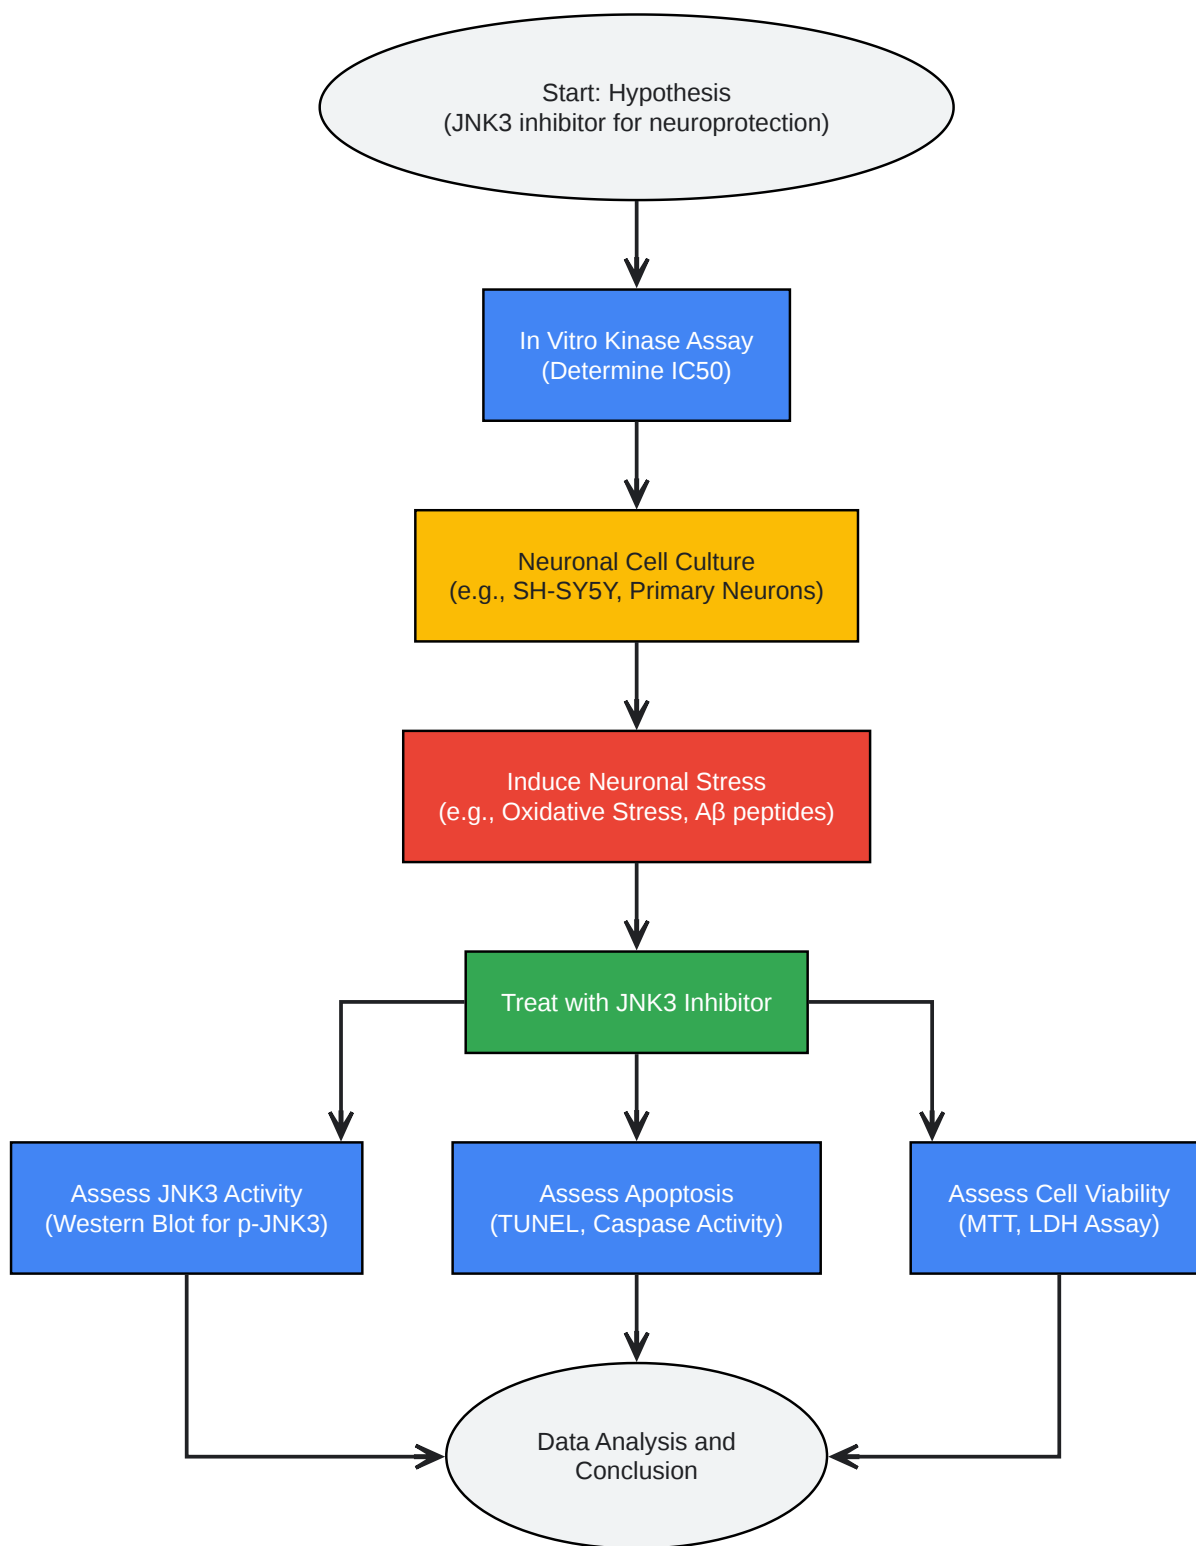 Start: Hypothesis
(JNK3 inhibitor for neuroprotection)
In Vitro Kinase Assay
(Determine IC50)
Neuronal Cell Culture
(e.g., SH-SY5Y, Primary Neurons)
Induce Neuronal Stress
(e.g., Oxidative Stress, Aβ peptides)
Treat with JNK3 Inhibitor
Assess JNK3 Activity
(Western Blot for p-JNK3)
Assess Apoptosis
(TUNEL, Caspase Activity)
Assess Cell Viability
(MTT, LDH Assay)
Data Analysis and
Conclusion